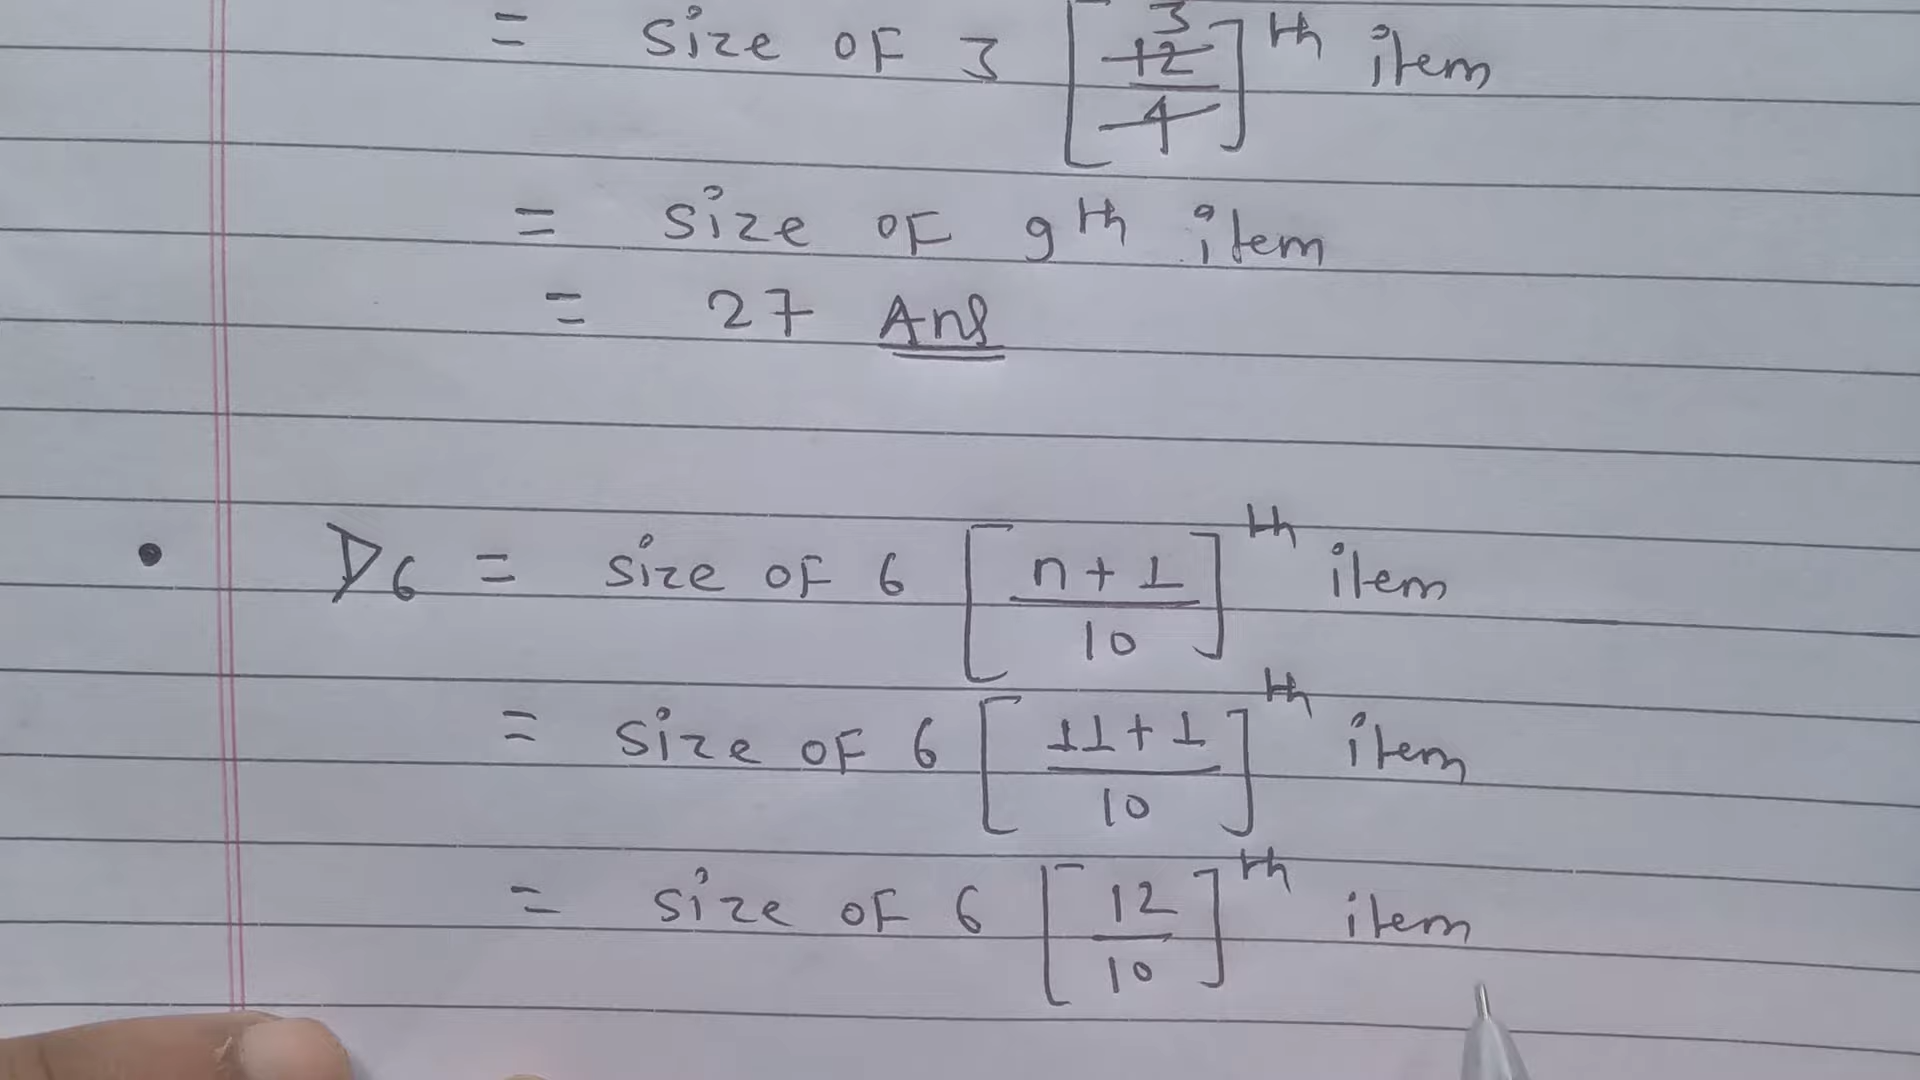 = size of 3 [12/4 3]th item
= size of 9th item
= 27 Ans
• D6 = size of 6 [n+1/10]th item
= size of 6 [11+1/10]th item
= size of 6 [12/10]th item